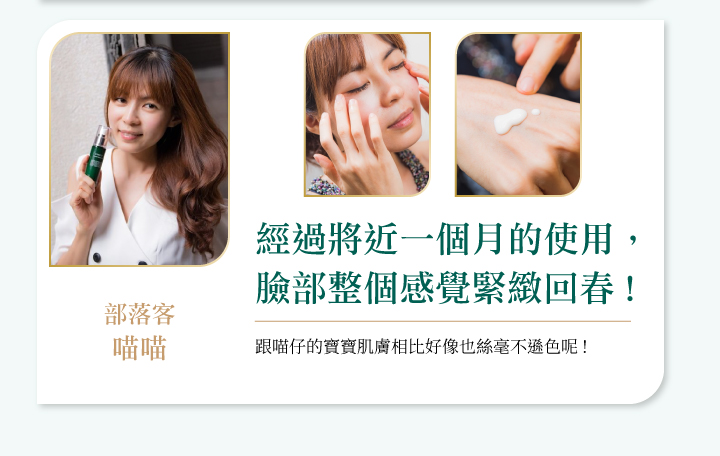 經過將近一個月的使用，
臉部整個感覺緊緻回春！
部落客
喵喵
跟喵仔的寶寶肌膚相比好像也絲毫不遜色呢！